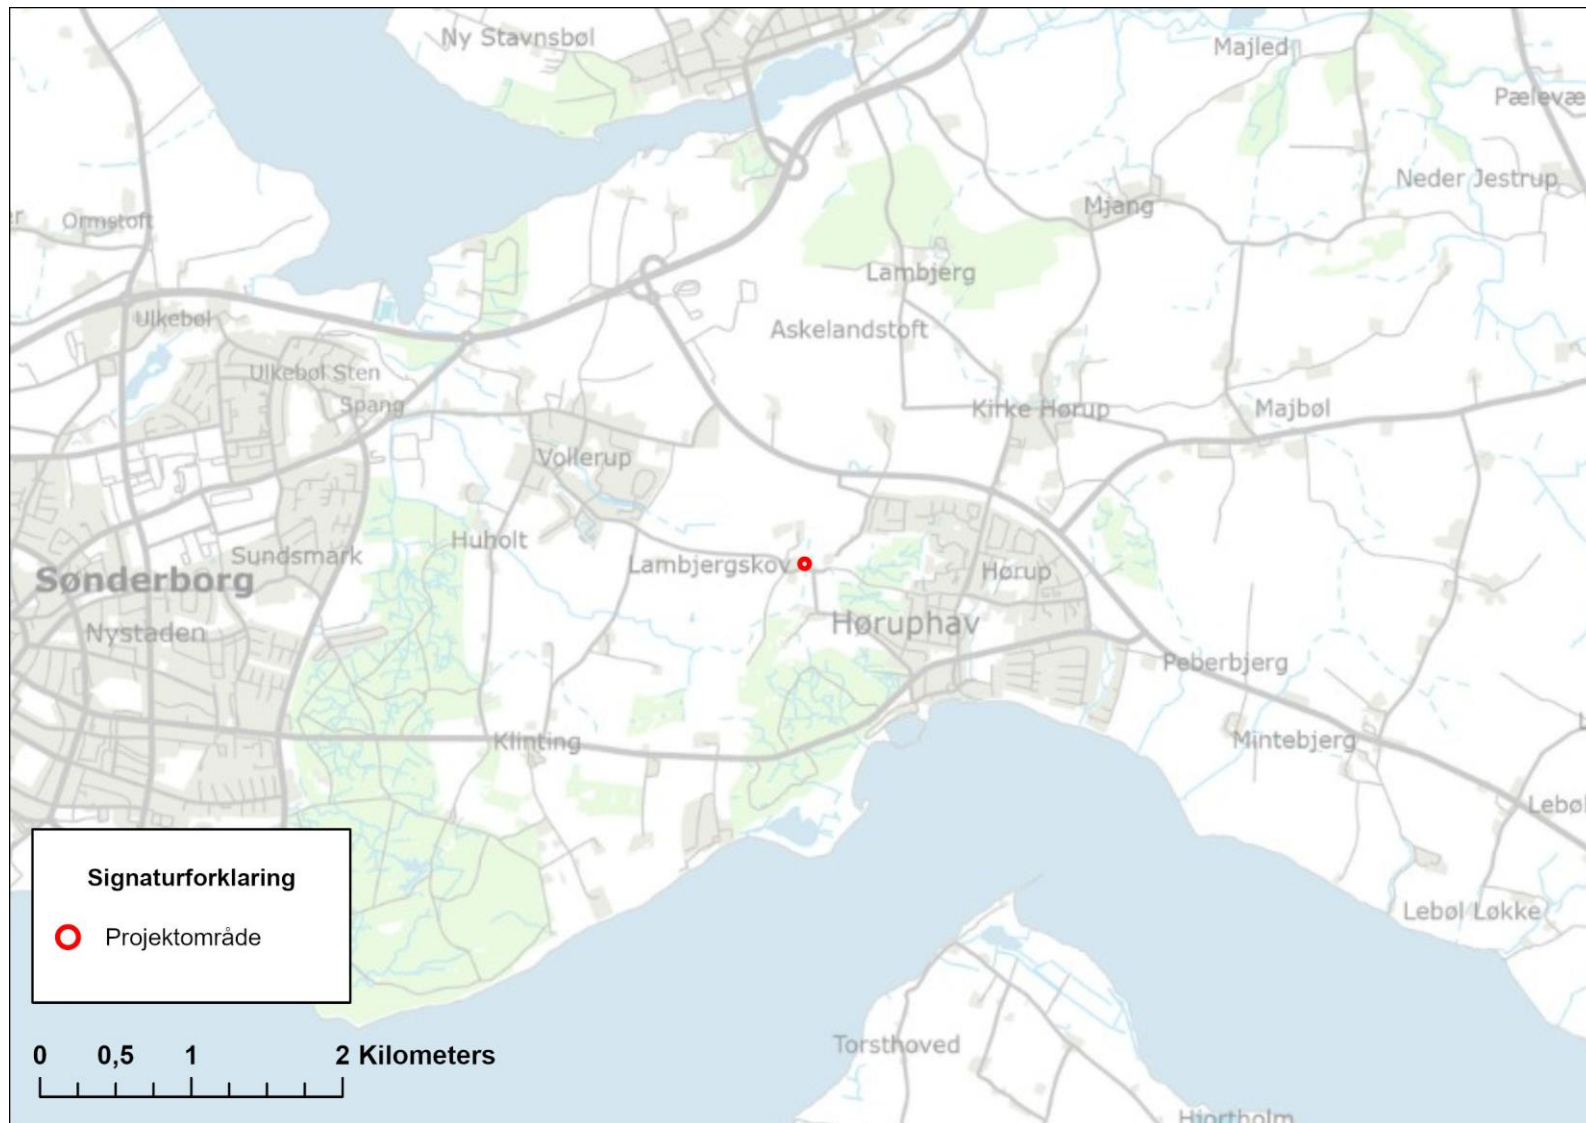 Ny Stavnsbøl
Majled
Neder Jestrup
Ormstoft
Mjang
Lambjerg
Ulkebøl
Askelandstoft
Ulkebøl Sten
Spang
Kirke Hørup
Majbøl
Vollerup
Huholt
Sundsmark
Lambjergskov
Hørup
Sønderborg
Nystaden
Høruphav
Peberbjerg
Klinting
Mintebjerg
Lebøl Løkke
Torsthoved
Hjortholm
Signaturforklaring
Projektområde
0 0,5 1 2 Kilometers